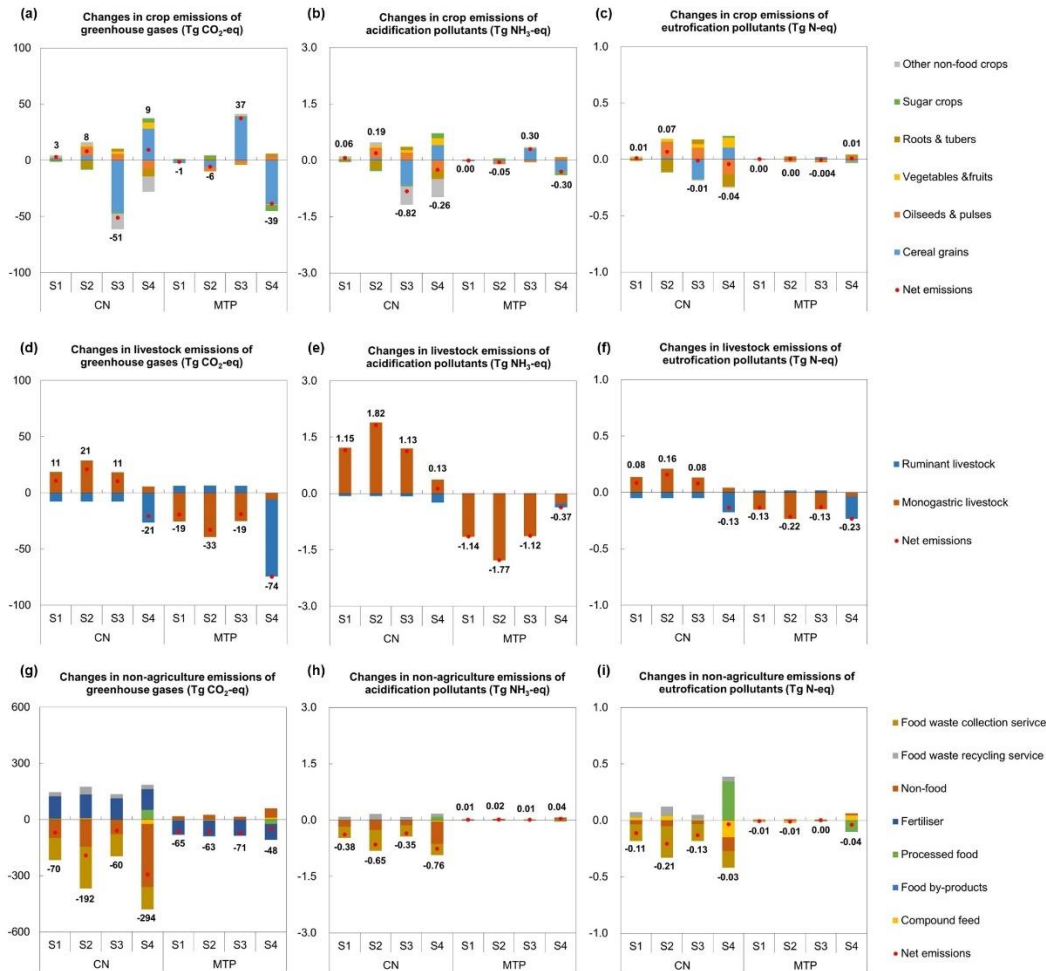 (a) Changes in crop emissions of
greenhouse gases (Tg CO₂-eq)
100
50
0
-50
-100
3
8
-51
9
-1
-6
37
-39
S1 S2 S3 S4 S1 S2 S3 S4
CN MTP
(b) Changes in crop emissions of
acidification pollutants (Tg NH₃-eq)
3.0
1.5
0.0
-1.5
-3.0
0.06
0.19
-0.82
-0.26
0.00
-0.05
0.30
-0.30
S1 S2 S3 S4 S1 S2 S3 S4
CN MTP
(c) Changes in crop emissions of
eutrofication pollutants (Tg N-eq)
1.0
0.5
0.0
-0.5
-1.0
0.01
0.07
-0.01
-0.04
0.00
0.00
-0.004
0.01
S1 S2 S3 S4 S1 S2 S3 S4
CN MTP
Other non-food crops
Sugar crops
Roots & tubers
Vegetables &fruits
Oilseeds & pulses
Cereal grains
Net emissions
(d) Changes in livestock emissions of
greenhouse gases (Tg CO₂-eq)
100
50
0
-50
-100
11
21
11
-21
-19
-33
-19
-74
S1 S2 S3 S4 S1 S2 S3 S4
CN MTP
(e) Changes in livestock emissions of
acidification pollutants (Tg NH₃-eq)
3.0
1.5
0.0
-1.5
-3.0
1.15
1.82
1.13
0.13
-1.14
-1.77
-1.12
-0.37
S1 S2 S3 S4 S1 S2 S3 S4
CN MTP
(f) Changes in livestock emissions of
eutrofication pollutants (Tg N-eq)
1.0
0.5
0.0
-0.5
-1.0
0.08
0.16
0.08
-0.13
-0.13
-0.22
-0.13
-0.23
S1 S2 S3 S4 S1 S2 S3 S4
CN MTP
Ruminant livestock
Monogastric livestock
Net emissions
(g) Changes in non-agriculture emissions of
greenhouse gases (Tg CO₂-eq)
600
300
0
-300
-600
-70
-192
-60
-294
-65
-63
-71
-48
S1 S2 S3 S4 S1 S2 S3 S4
CN MTP
(h) Changes in non-agriculture emissions of
acidification pollutants (Tg NH₃-eq)
3.0
1.5
0.0
-1.5
-3.0
-0.38
-0.65
-0.35
-0.76
0.01
0.02
0.01
0.04
S1 S2 S3 S4 S1 S2 S3 S4
CN MTP
(i) Changes in non-agriculture emissions of
eutrofication pollutants (Tg N-eq)
1.0
0.5
0.0
-0.5
-1.0
-0.11
-0.21
-0.13
-0.03
-0.01
-0.01
0.00
-0.04
S1 S2 S3 S4 S1 S2 S3 S4
CN MTP
Food waste collection serivce
Food waste recycling service
Non-food
Fertiliser
Processed food
Food by-products
Compound feed
Net emissions